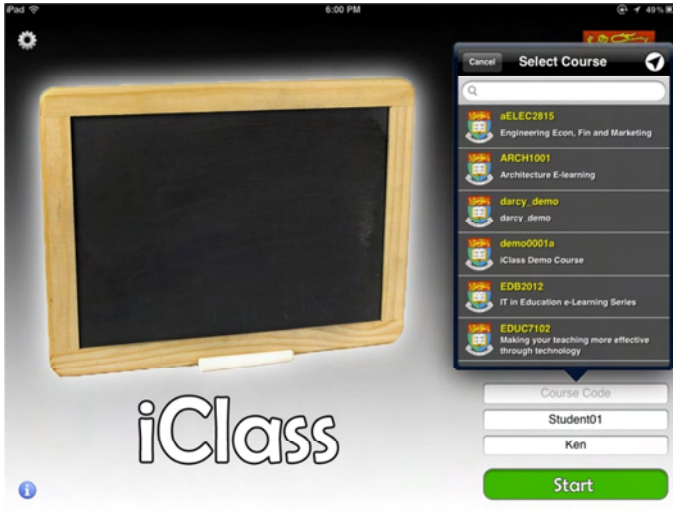 iPad
6:00 PM
49%
Cancel
Select Course
aELEC2815
Engineering Econ, Fin and Marketing
ARCH1001
Architecture E-learning
darcy_demo
darcy_demo
demo0001a
iClass Demo Course
EDB2012
IT in Education e-Learning Series
EDUC7102
Making your teaching more effective
through technology
Course Code
Student01
Ken
Start
iClass